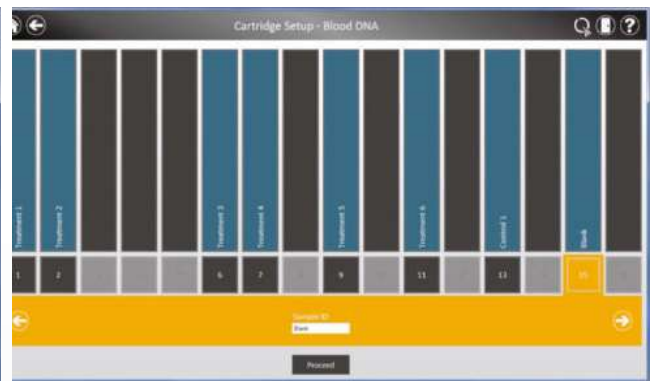 Cartridge Setup - Blood DNA
?
Treatment 1
Treatment 2
Treatment 3
Treatment 4
Treatment 5
Treatment 6
Control 1
Blank
1 2 6 7 9 11 13 15
Sample ID
Blank
Proceed